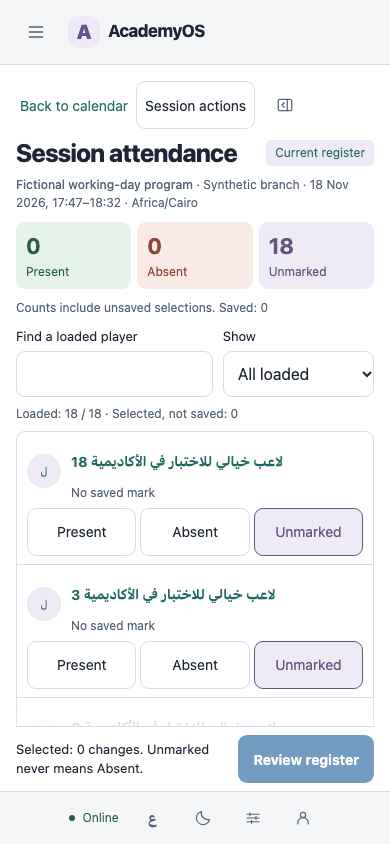 A AcademyOS
Back to calendar Session actions
Session attendance Current register
Fictional working-day program · Synthetic branch · 18 Nov
2026, 17:47–18:32 · Africa/Cairo
0 0 18
Present Absent Unmarked
Counts include unsaved selections. Saved: 0
Find a loaded player Show
All loaded
Loaded: 18 / 18 · Selected, not saved: 0
ل لاعب خيالي للاختبار في الأكاديمية 18
No saved mark
Present Absent Unmarked
ل لاعب خيالي للاختبار في الأكاديمية 3
No saved mark
Present Absent Unmarked
Selected: 0 changes. Unmarked
never means Absent.
Review register
Online ع